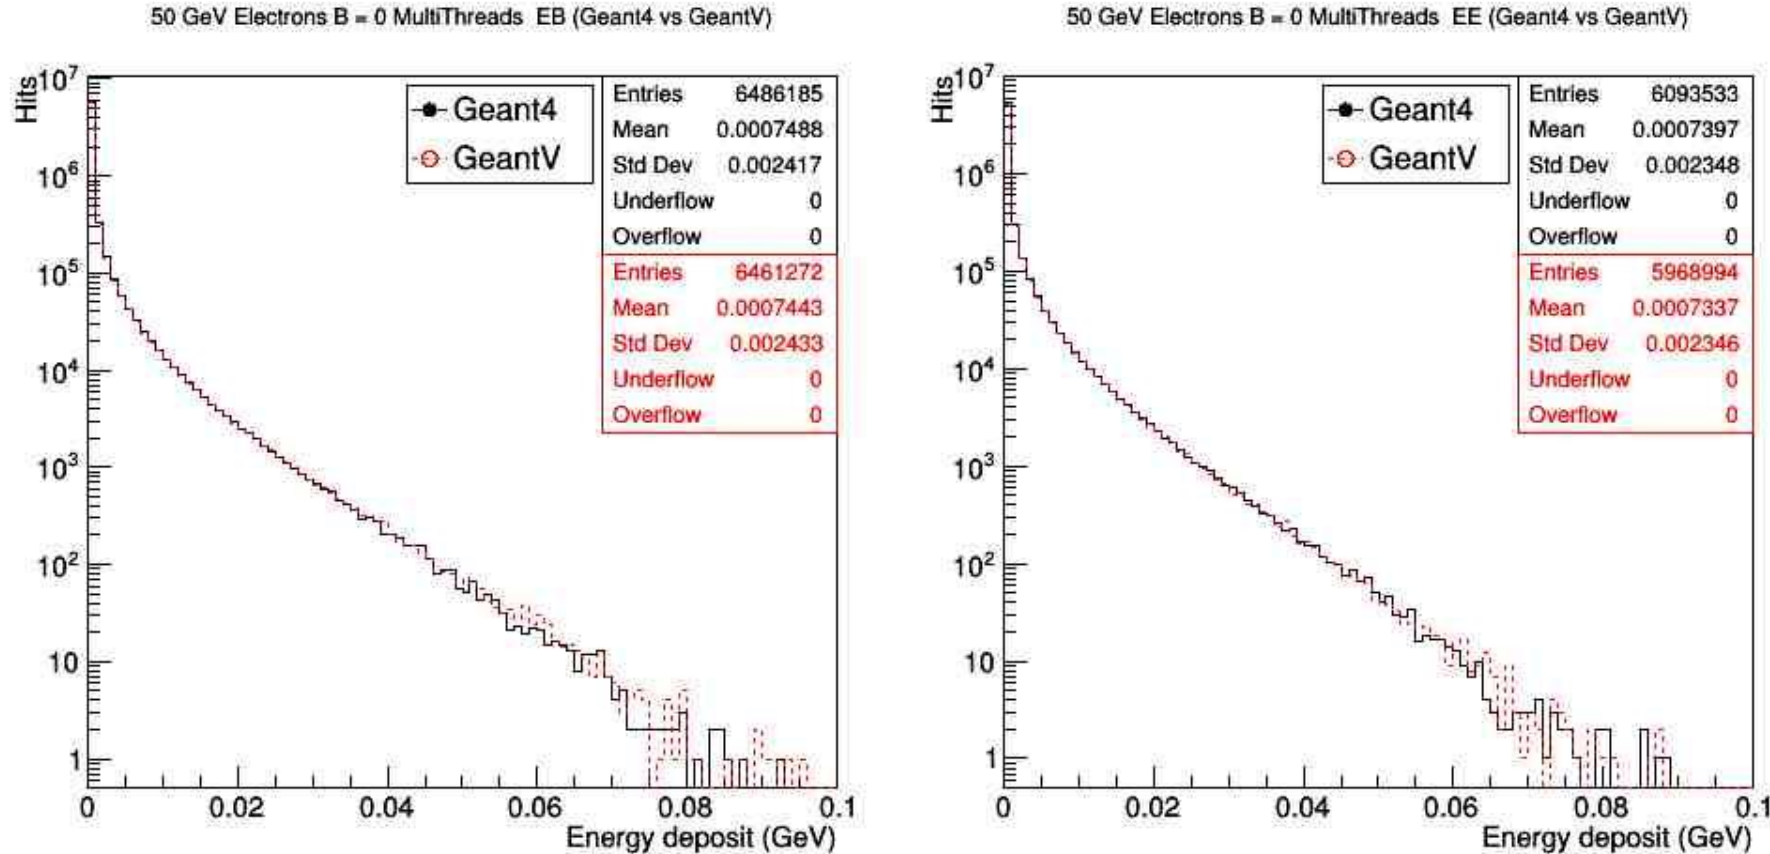 50 GeV Electrons B = 0 MultiThreads EB (Geant4 vs GeantV)
Hits
10^7
10^6
10^5
10^4
10^3
10^2
10
1
Geant4
GeantV
Entries 6486185
Mean 0.0007488
Std Dev 0.002417
Underflow 0
Overflow 0
Entries 6461272
Mean 0.0007443
Std Dev 0.002433
Underflow 0
Overflow 0
0 0.02 0.04 0.06 0.08 0.1
Energy deposit (GeV)
50 GeV Electrons B = 0 MultiThreads EE (Geant4 vs GeantV)
Hits
10^7
10^6
10^5
10^4
10^3
10^2
10
1
Geant4
GeantV
Entries 6093533
Mean 0.0007397
Std Dev 0.002348
Underflow 0
Overflow 0
Entries 5968994
Mean 0.0007337
Std Dev 0.002346
Underflow 0
Overflow 0
0 0.02 0.04 0.06 0.08 0.1
Energy deposit (GeV)